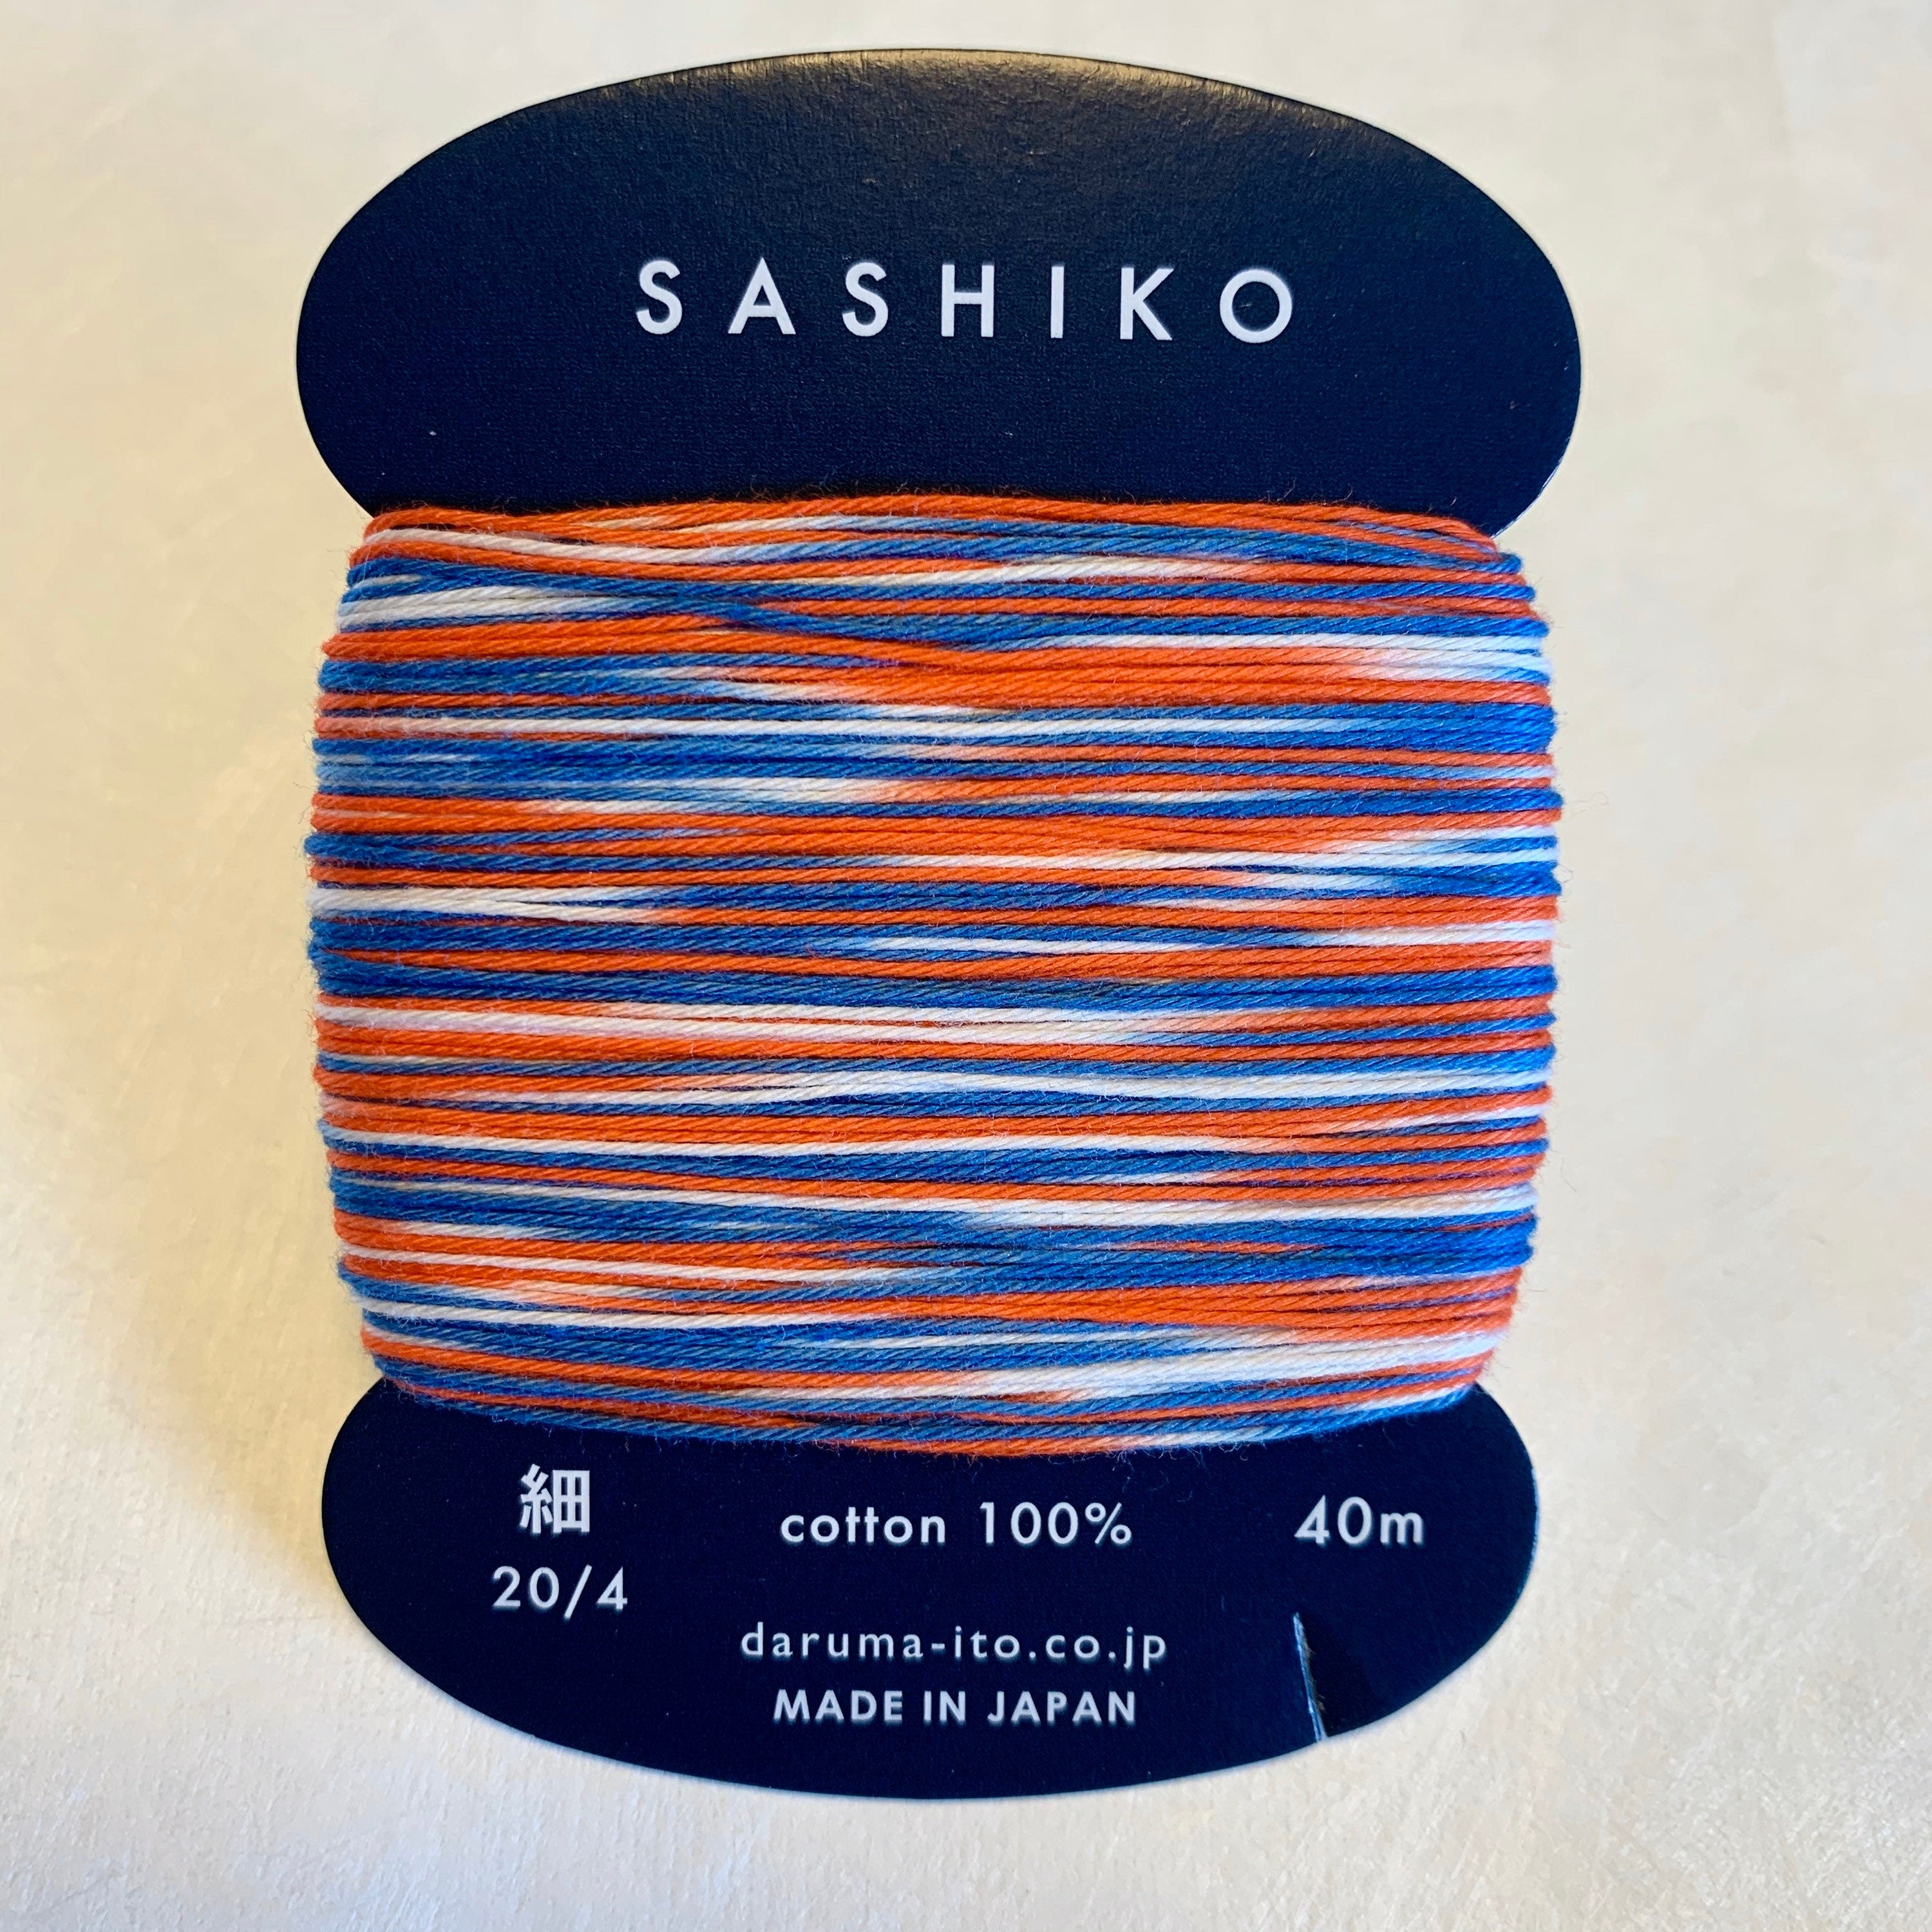 SASHIKO
細 cotton 100% 40m
20/4
daruma-ito.co.jp
MADE IN JAPAN